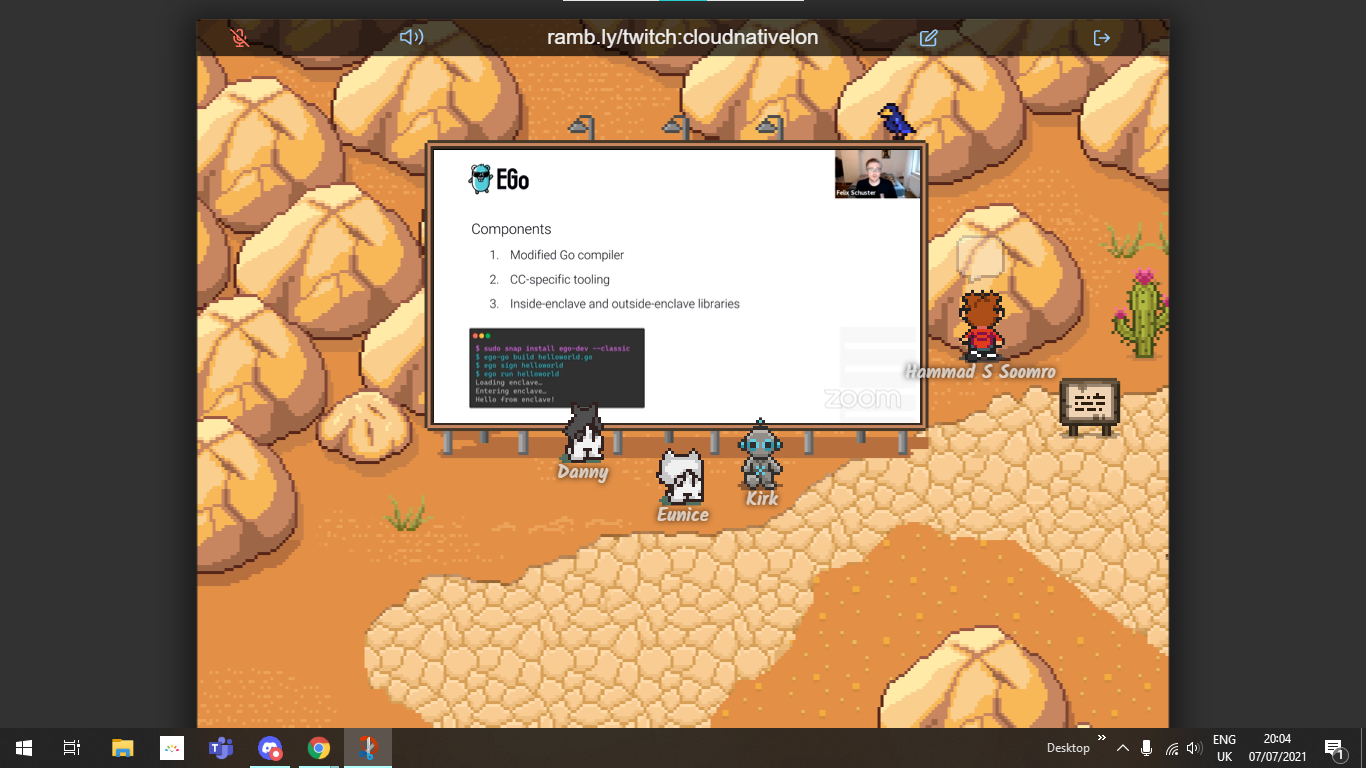 ramb.ly/twitch:cloudnativelon
EGo
Felix Schuster
Components
1. Modified Go compiler
2. CC-specific tooling
3. Inside-enclave and outside-enclave libraries
$ sudo snap install ego-dev --classic
$ ego-go build helloworld.go
$ ego sign helloworld
$ ego run helloworld
Loading enclave…
Entering enclave…
Hello from enclave!
zoom
Hammad S Soomro
Danny
Kirk
Eunice
Desktop
ENG
UK
20:04
07/07/2021
1